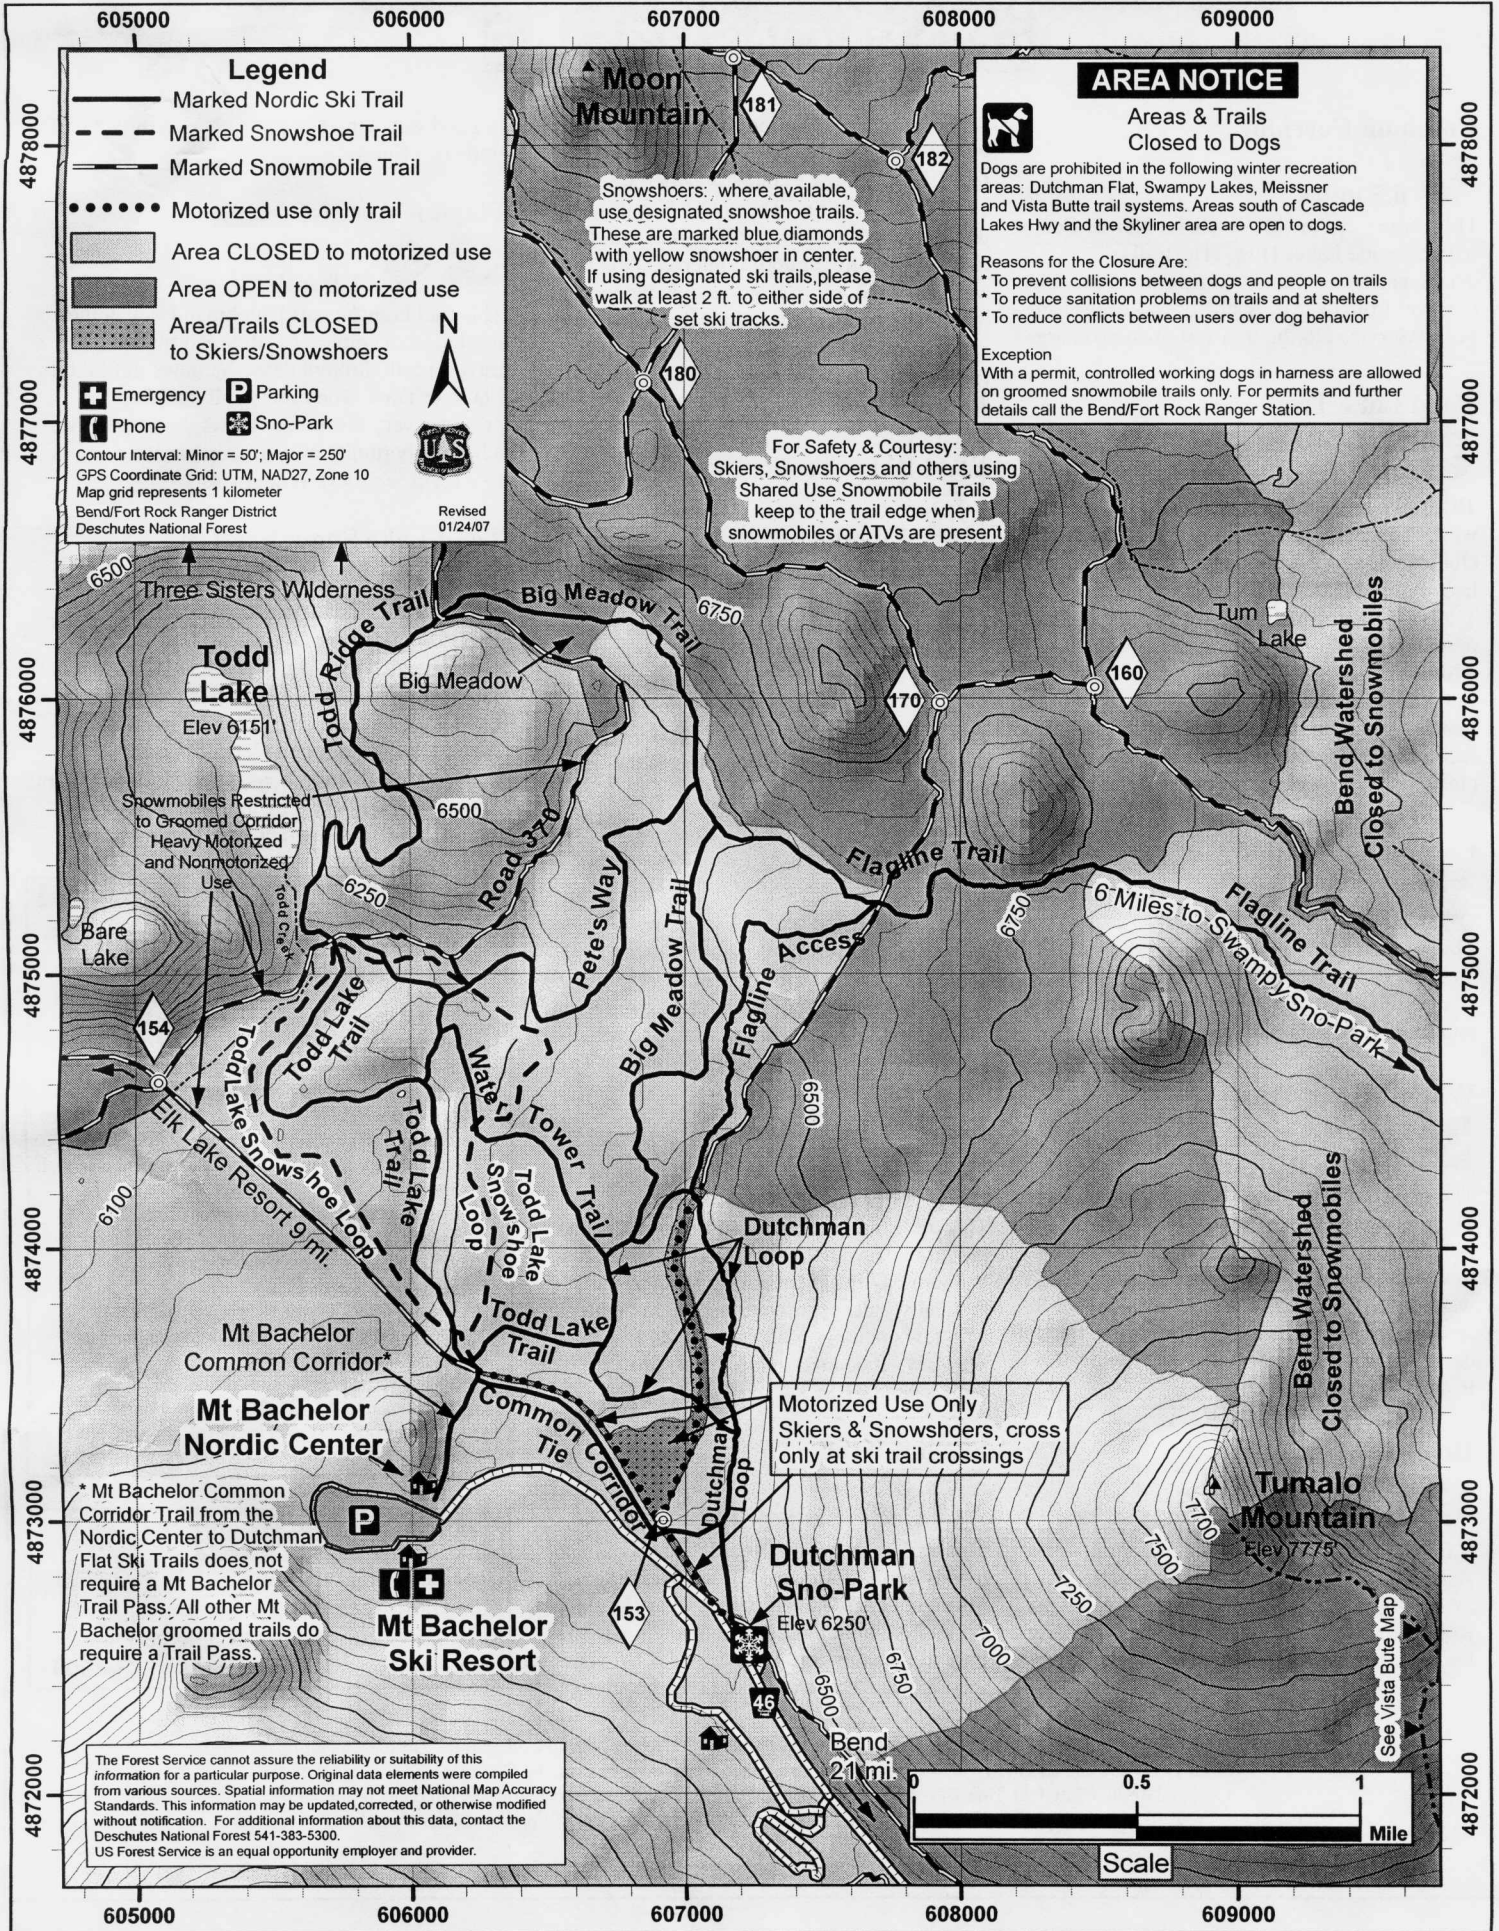 605000 606000 607000 608000 609000
Legend
Marked Nordic Ski Trail
Marked Snowshoe Trail
Marked Snowmobile Trail
Motorized use only trail
Area CLOSED to motorized use
Area OPEN to motorized use
Area/Trails CLOSED
to Skiers/Snowshoers
Emergency
P Parking
Phone
Sno-Park
N
Contour Interval: Minor = 50'; Major = 250'
GPS Coordinate Grid: UTM, NAD27, Zone 10
Map grid represents 1 kilometer
Bend/Fort Rock Ranger District
Deschutes National Forest
Revised
01/24/07
US
Moon
Mountain
181
182
AREA NOTICE
Areas & Trails
Closed to Dogs
Dogs are prohibited in the following winter recreation
areas: Dutchman Flat, Swampy Lakes, Meissner
and Vista Butte trail systems. Areas south of Cascade
Lakes Hwy and the Skyliner area are open to dogs.
Reasons for the Closure Are:
* To prevent collisions between dogs and people on trails
* To reduce sanitation problems on trails and at shelters
* To reduce conflicts between users over dog behavior
Exception
With a permit, controlled working dogs in harness are allowed
on groomed snowmobile trails only. For permits and further
details call the Bend/Fort Rock Ranger Station.
4878000
4878000
Snowshoers: where available,
use designated snowshoe trails.
These are marked blue diamonds
with yellow snowshoer in center.
If using designated ski trails,please
walk at least 2 ft. to either side of
set ski tracks.
180
4877000
4877000
For Safety & Courtesy:
Skiers, Snowshoers and others using
Shared Use Snowmobile Trails
keep to the trail edge when
snowmobiles or ATVs are present
6500
Three Sisters Wilderness
Todd Ridge Trail
Big Meadow Trail
6750
Tum
Lake
Bend Watershed
Closed to Snowmobiles
Todd
Lake
Elev 6151'
Big Meadow
170
160
4876000
4876000
Snowmobiles Restricted
to Groomed Corridor
Heavy Motorized
and Nonmotorized
Use
6500
Road 370
6250
Todd Creek
Pete's Way
Big Meadow Trail
Flagline Trail
6750
6 Miles to Swampy Sno-Park
Flagline Trail
Bare
Lake
Flagline Access
4875000
4875000
154
Todd Lake
Trail
Todd Lake Snowshoe Loop
Elk Lake Resort 9 mi.
Water Tower Trail
Todd Lake
Trail
Todd Lake
Snowshoe
Loop
6500
6100
4874000
4874000
Dutchman
Loop
Bend Watershed
Closed to Snowmobiles
Todd Lake
Trail
Mt Bachelor
Common Corridor*
Common Corridor
Tie
Mt Bachelor
Nordic Center
Motorized Use Only
Skiers & Snowshoers, cross
only at ski trail crossings
Dutchman
Loop
4873000
4873000
* Mt Bachelor Common
Corridor Trail from the
Nordic Center to Dutchman
Flat Ski Trails does not
require a Mt Bachelor
Trail Pass. All other Mt
Bachelor groomed trails do
require a Trail Pass.
P
Tumalo
Mountain
Elev 7775'
7700
7500
7250
7000
6750
6500
Dutchman
Sno-Park
Elev 6250'
153
Mt Bachelor
Ski Resort
46
See Vista Bute Map
Bend
21 mi.
4872000
4872000
The Forest Service cannot assure the reliability or suitability of this
information for a particular purpose. Original data elements were compiled
from various sources. Spatial information may not meet National Map Accuracy
Standards. This information may be updated,corrected, or otherwise modified
without notification. For additional information about this data, contact the
Deschutes National Forest 541-383-5300.
US Forest Service is an equal opportunity employer and provider.
0 0.5 1
Mile
Scale
605000 606000 607000 608000 609000